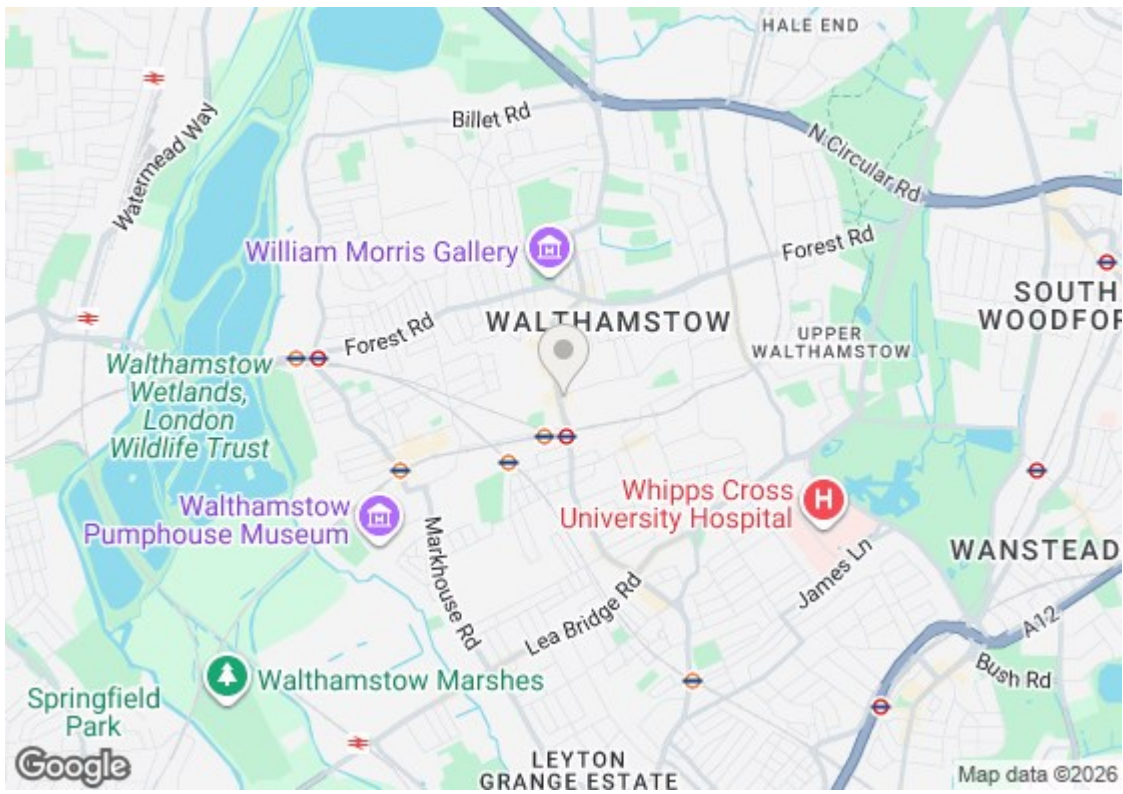 HALE END
Billet Rd
Watermead Way
N Circular Rd
William Morris Gallery
Forest Rd
SOUTH
WOODFOR
Forest Rd
WALTHAMSTOW
UPPER
WALTHAMSTOW
Walthamstow
Wetlands,
London
Wildlife Trust
Whipps Cross
University Hospital
H
Walthamstow
Pumphouse Museum
Markhouse Rd
James Ln
WANSTEAD
Lea Bridge Rd
A12
Bush Rd
Walthamstow Marshes
Springfield
Park
LEYTON
GRANGE ESTATE
Google
Map data ©2026